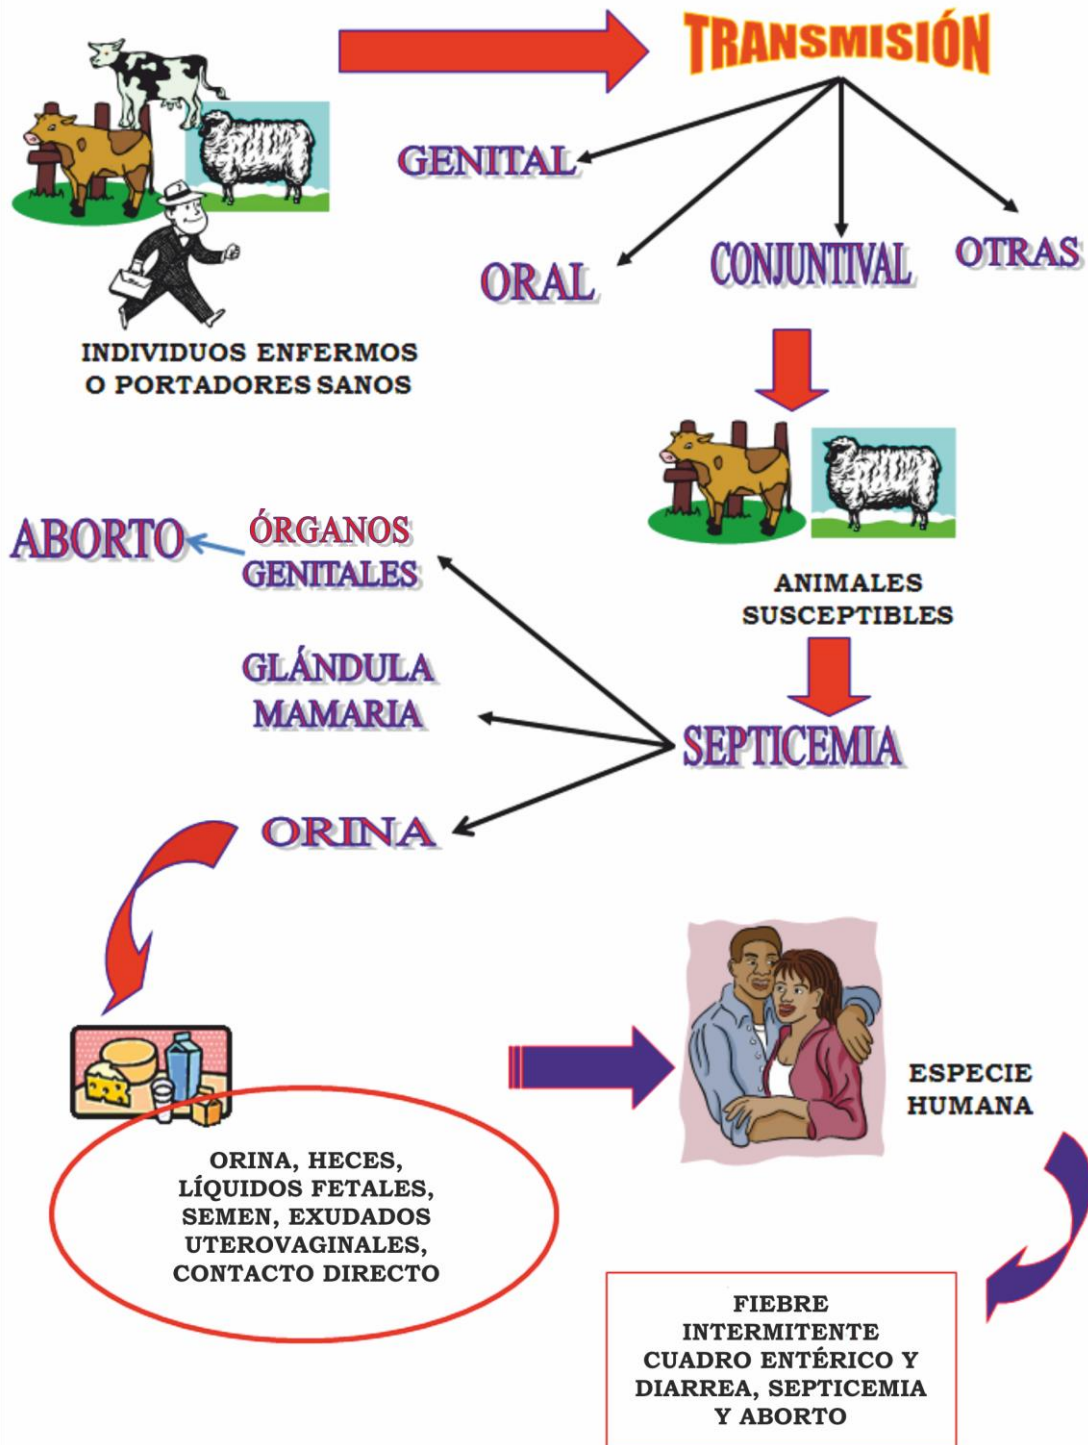 TRANSMISIÓN
GENITAL
ORAL
CONJUNTIVAL
OTRAS
INDIVIDUOS ENFERMOS
O PORTADORES SANOS
ANIMALES
SUSCEPTIBLES
ABORTO
ÓRGANOS
GENITALES
GLÁNDULA
MAMARIA
SEPTICEMIA
ORINA
ESPECIE
HUMANA
ORINA, HECES,
LÍQUIDOS FETALES,
SEMEN, EXUDADOS
UTEROVAGINALES,
CONTACTO DIRECTO
FIEBRE
INTERMITENTE
CUADRO ENTÉRICO Y
DIARREA, SEPTICEMIA
Y ABORTO